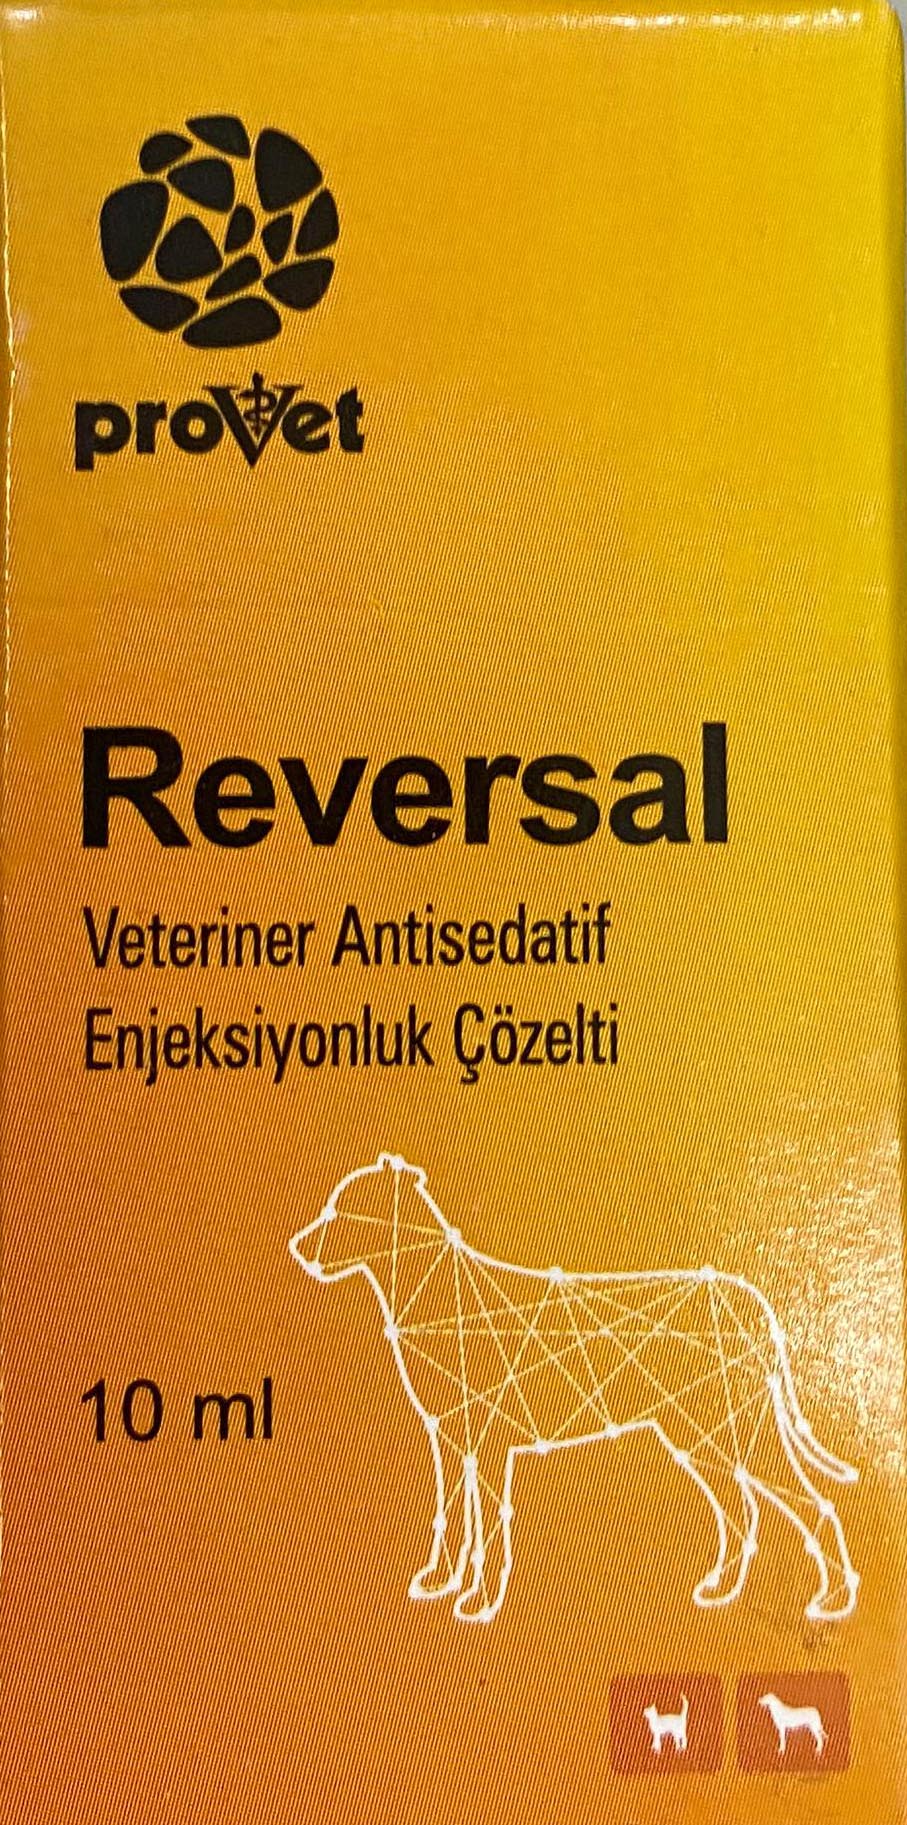 proVet
Reversal
Veteriner Antisedatif
Enjeksiyonluk Çözelti
10 ml